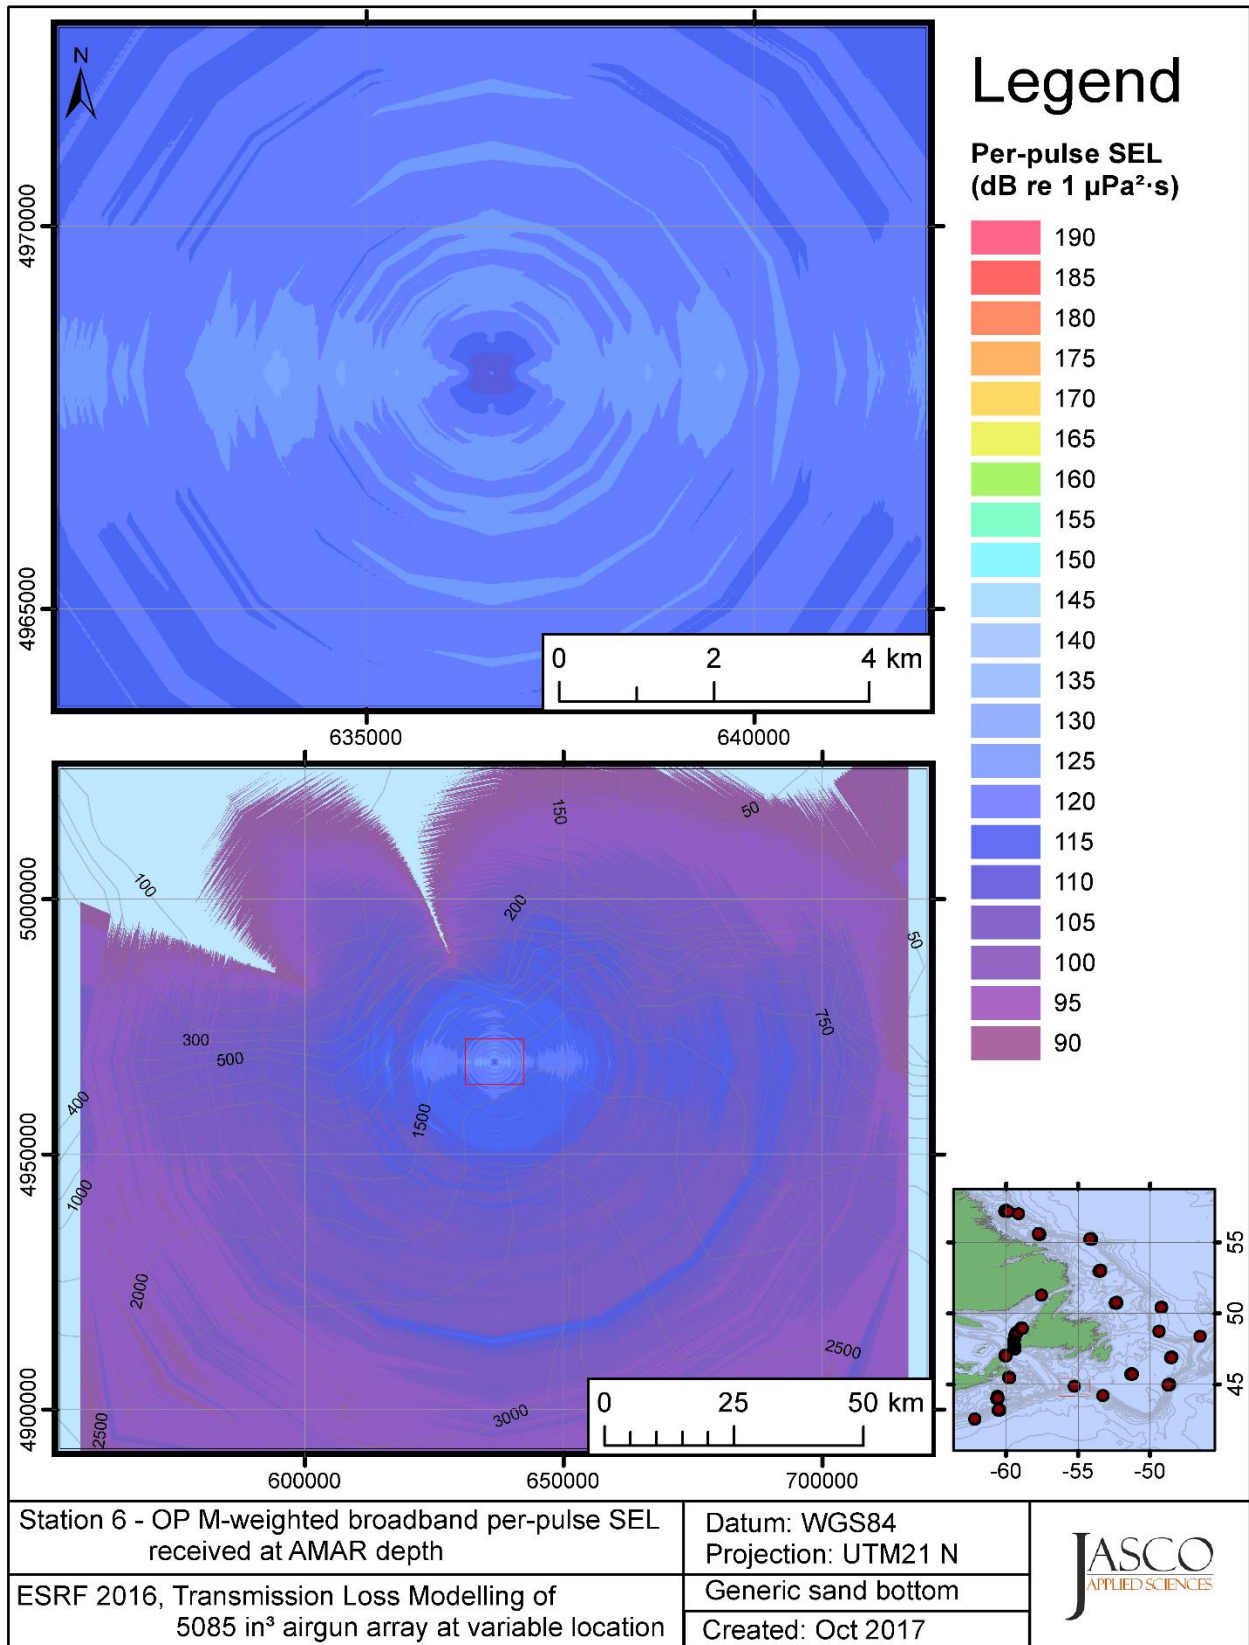 N
4970000
4965000
0 2 4 km
635000 640000
Legend
Per-pulse SEL
(dB re 1 µPa²·s)
190
185
180
175
170
165
160
155
150
145
140
135
130
125
120
115
110
105
100
95
90
5000000
4950000
4900000
100
150
50
200
50
300
500
750
400
1500
1000
2000
2500
2500
3000
0 25 50 km
600000 650000 700000
55
50
45
-60 -55 -50
Station 6 - OP M-weighted broadband per-pulse SEL
received at AMAR depth
ESRF 2016, Transmission Loss Modelling of
5085 in³ airgun array at variable location
Datum: WGS84
Projection: UTM21 N
Generic sand bottom
Created: Oct 2017
JASCO
APPLIED SCIENCES